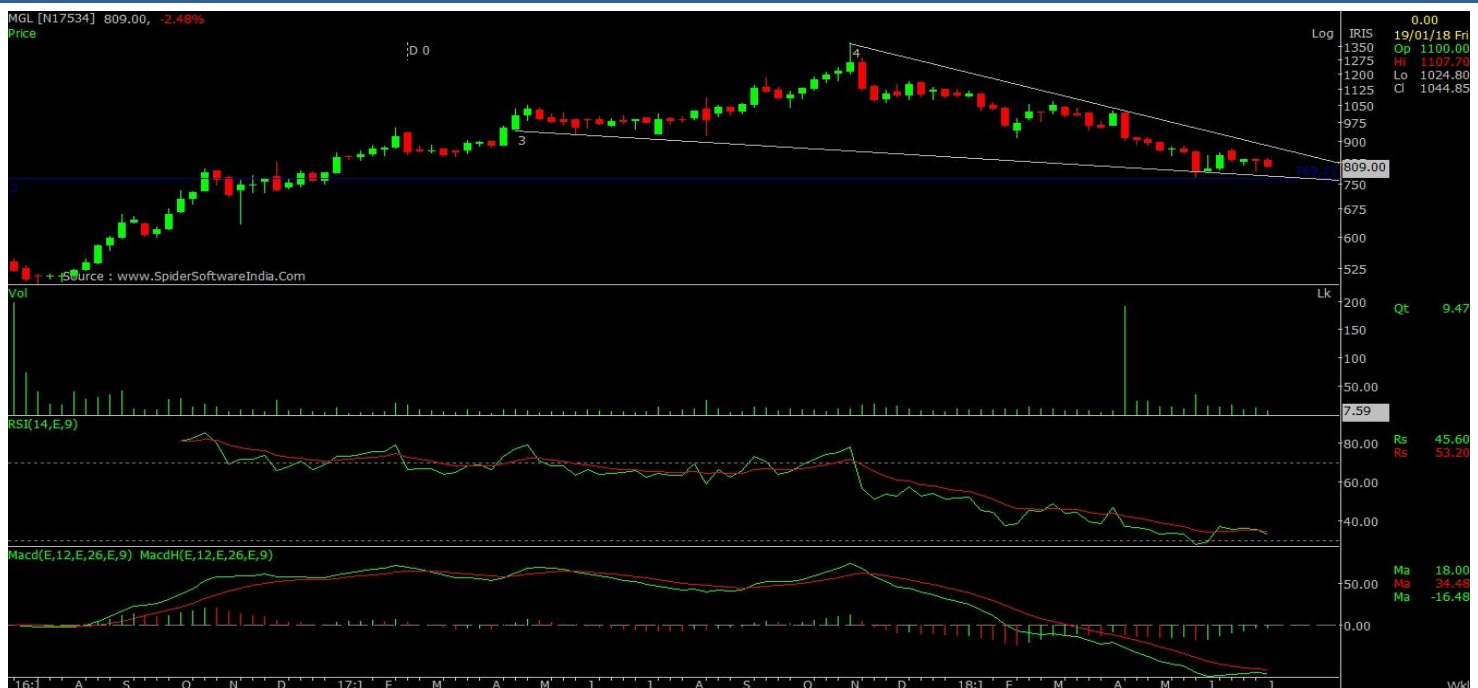 MGL [N17534] 809.00, -2.48%
Price
D 0
Log
IRIS
0.00
19/01/18 Fri
Op 1100.00
Hi 1107.70
Lo 1024.80
Cl 1044.85
1350
1275
1200
1125
1050
975
900
809.00
750
675
600
525
2
3
4
Source : www.SpiderSoftwareIndia.Com
Vol
Lk
200
150
100
50.00
7.59
Qt 9.47
RSI(14,E,9)
80.00
60.00
40.00
Rs 45.60
Rs 53.20
Macd(E,12,E,26,E,9) MacdH(E,12,E,26,E,9)
50.00
0.00
Ma 18.00
Ma 34.48
Ma -16.48
16:J A S O N D 17:1 F M A M J J A S O N D 18:1 F M A M J J
Wkl